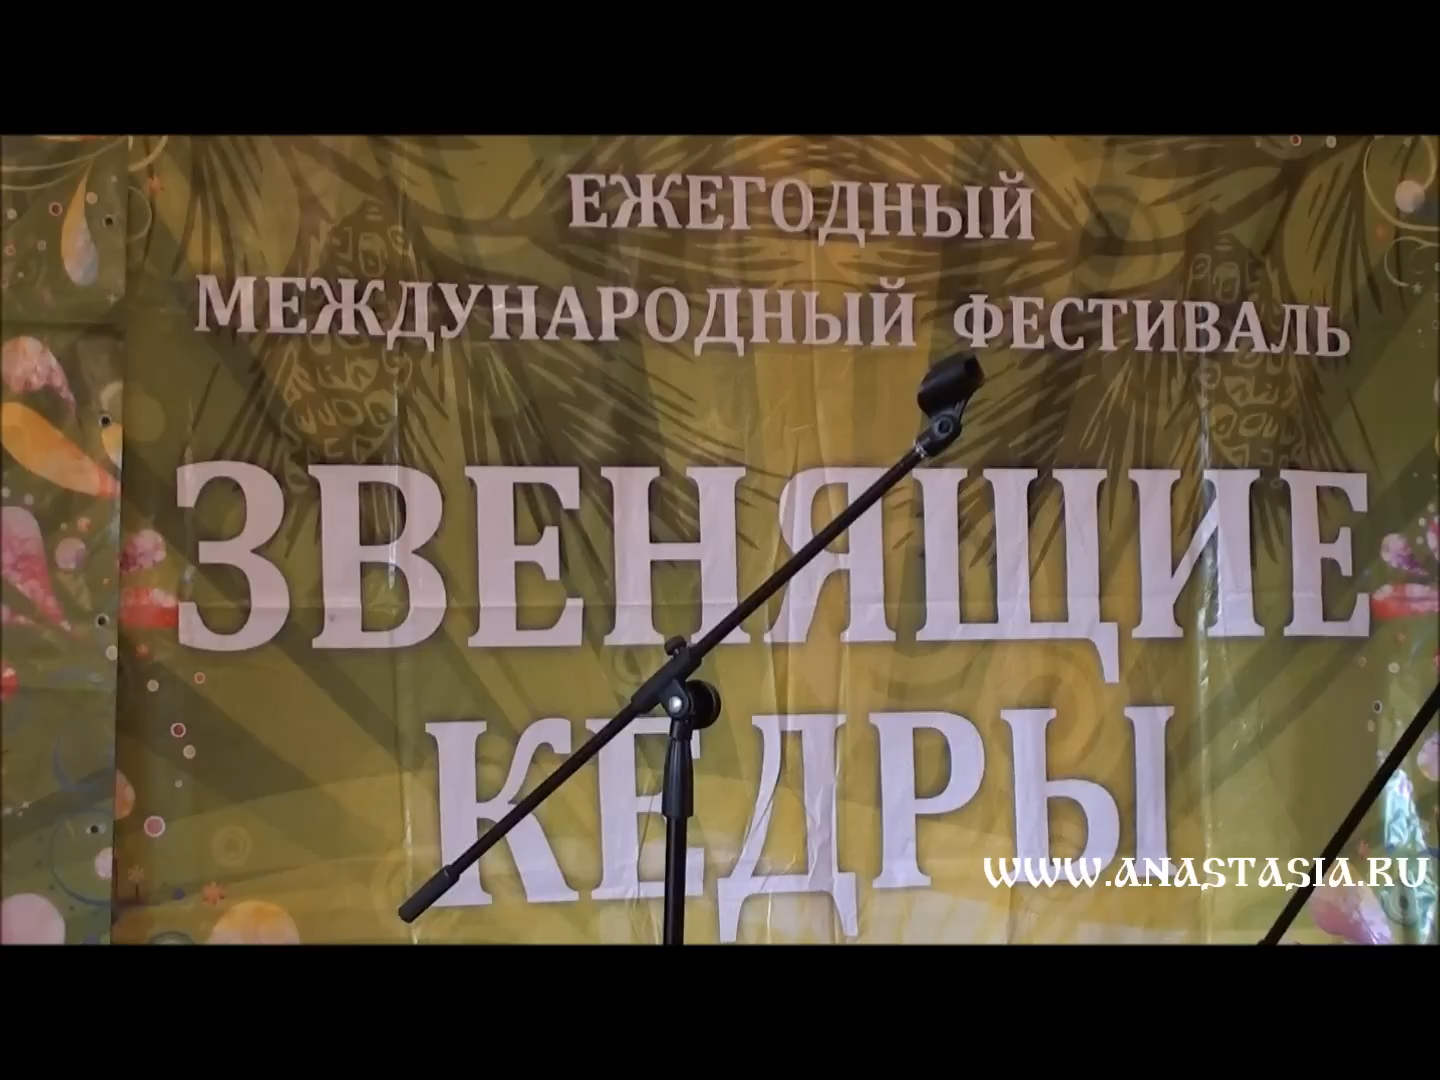 ЕЖЕГОДНЫЙ
МЕЖДУНАРОДНЫЙ ФЕСТИВАЛЬ
ЗВЕНЯЩИЕ
КЕДРЫ
WWW.ANASTASIA.RU